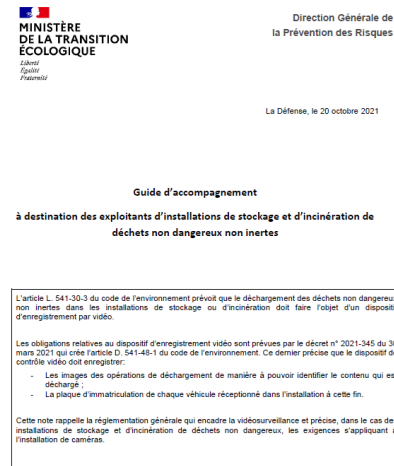 MINISTÈRE
DE LA TRANSITION
ÉCOLOGIQUE
Liberté
Égalité
Fraternité
Direction Générale de
la Prévention des Risques
La Défense, le 20 octobre 2021
Guide d'accompagnement
à destination des exploitants d'installations de stockage et d'incinération de
déchets non dangereux non inertes
L'article L. 541-30-3 du code de l'environnement prévoit que le déchargement des déchets non dangereux
non inertes dans les installations de stockage ou d'incinération doit faire l'objet d'un dispositi
d'enregistrement par vidéo.
Les obligations relatives au dispositif d'enregistrement vidéo sont prévues par le décret n° 2021-345 du 30
mars 2021 qui crée l'article D. 541-48-1 du code de l'environnement. Ce dernier précise que le dispositif de
contrôle vidéo doit enregistrer:
- Les images des opérations de déchargement de manière à pouvoir identifier le contenu qui es
déchargé ;
- La plaque d'immatriculation de chaque véhicule réceptionné dans l'installation à cette fin.
Cette note rappelle la réglementation générale qui encadre la vidéosurveillance et précise, dans le cas des
installations de stockage et d'incinération de déchets non dangereux, les exigences s'appliquant à
l'installation de caméras.